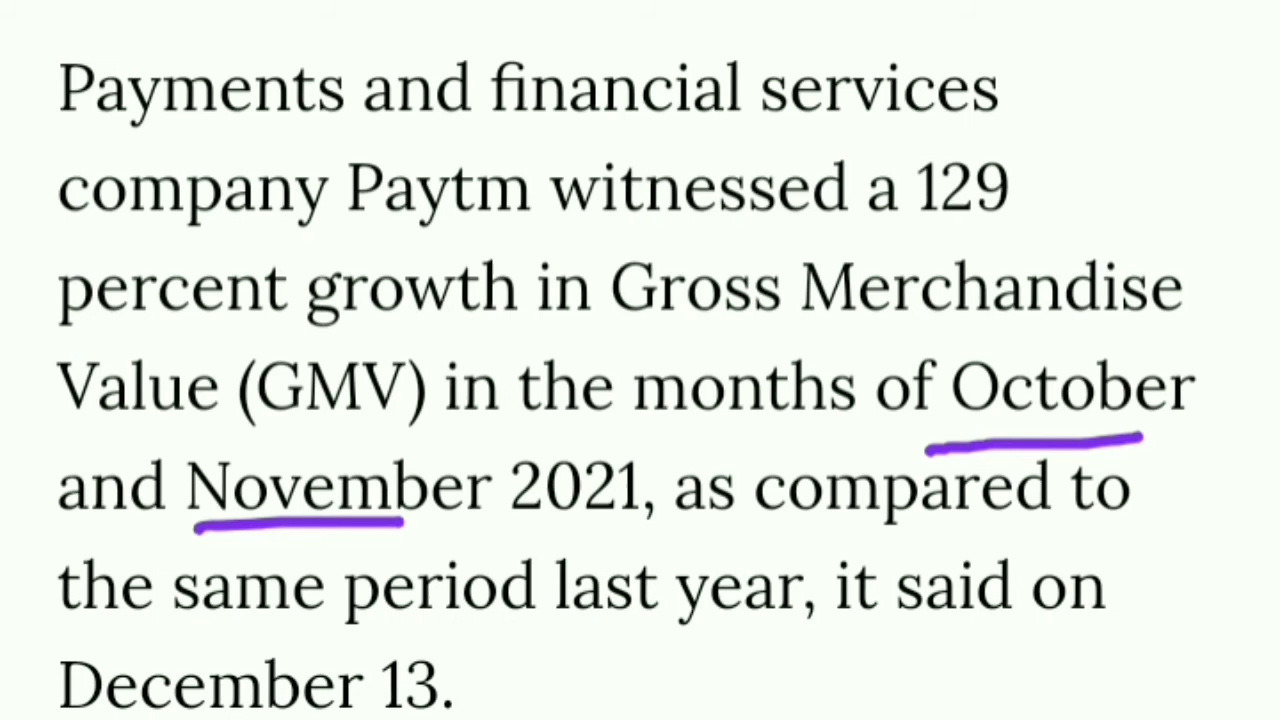 Payments and financial services
company Paytm witnessed a 129
percent growth in Gross Merchandise
Value (GMV) in the months of October
and November 2021, as compared to
the same period last year, it said on
December 13.